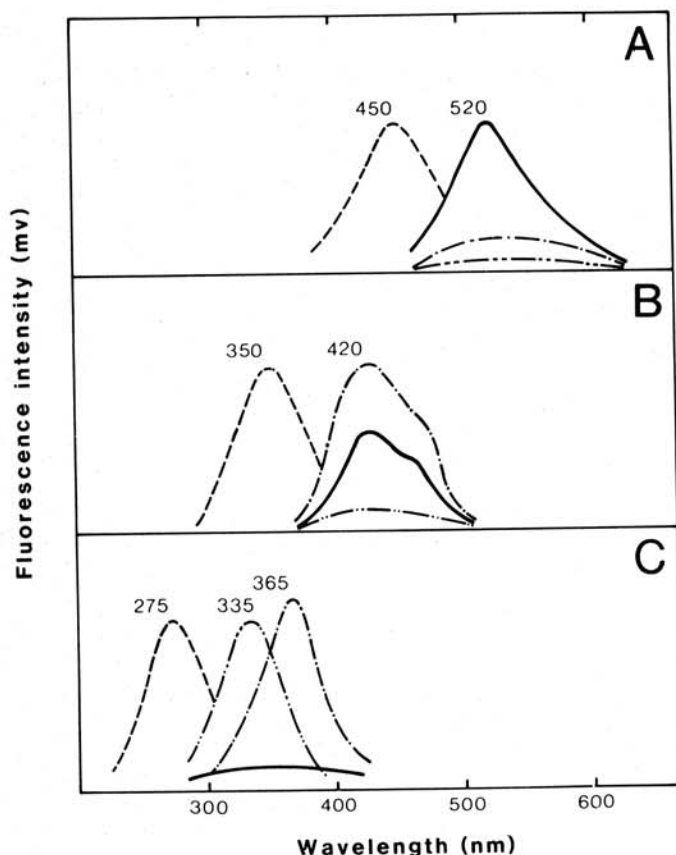 A
450 520
B
350 420
C
275 335 365
300 400 500 600
Wavelength (nm)
Fluorescence intensity (mv)